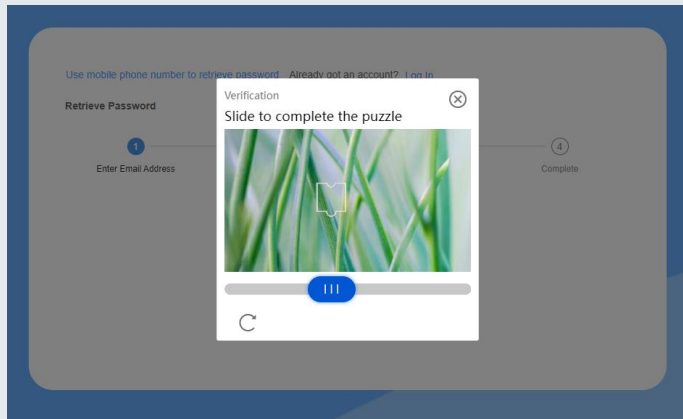 Use mobile phone number to retrieve password Already got an account? Log In
Retrieve Password
Verification
Slide to complete the puzzle
1
4
Enter Email Address
Complete